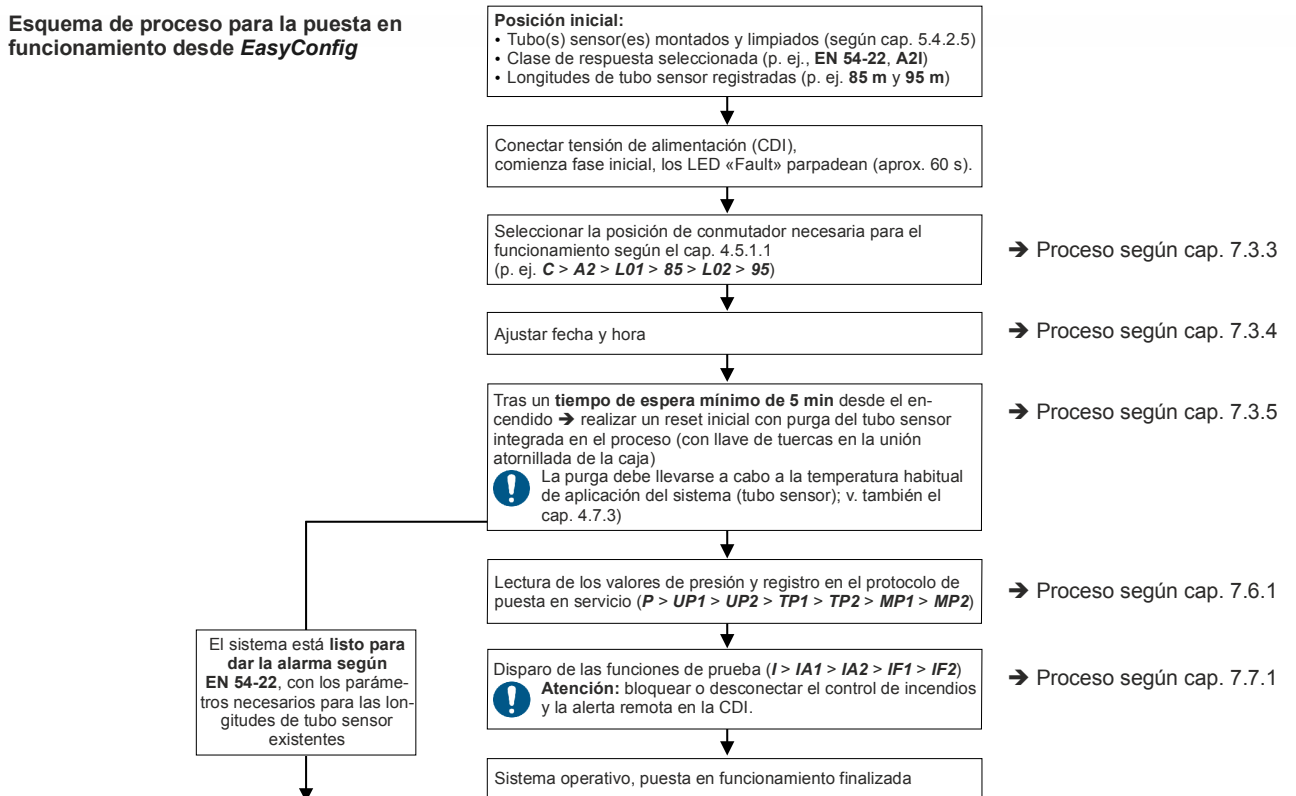 Esquema de proceso para la puesta en
funcionamiento desde EasyConfig
Posición inicial:
• Tubo(s) sensor(es) montados y limpiados (según cap. 5.4.2.5)
• Clase de respuesta seleccionada (p. ej., EN 54-22, A2I)
• Longitudes de tubo sensor registradas (p. ej. 85 m y 95 m)
Conectar tensión de alimentación (CDI),
comienza fase inicial, los LED «Fault» parpadean (aprox. 60 s).
Seleccionar la posición de conmutador necesaria para el
funcionamiento según el cap. 4.5.1.1
(p. ej. C > A2 > L01 > 85 > L02 > 95)
➔ Proceso según cap. 7.3.3
Ajustar fecha y hora
➔ Proceso según cap. 7.3.4
Tras un tiempo de espera mínimo de 5 min desde el en-
cendido ➔ realizar un reset inicial con purga del tubo sensor
integrada en el proceso (con llave de tuercas en la unión
atornillada de la caja)
La purga debe llevarse a cabo a la temperatura habitual
de aplicación del sistema (tubo sensor); v. también el
cap. 4.7.3)
➔ Proceso según cap. 7.3.5
Lectura de los valores de presión y registro en el protocolo de
puesta en servicio (P > UP1 > UP2 > TP1 > TP2 > MP1 > MP2)
➔ Proceso según cap. 7.6.1
El sistema está listo para
dar la alarma según
EN 54-22, con los paráme-
tros necesarios para las lon-
gitudes de tubo sensor
existentes
Disparo de las funciones de prueba (I > IA1 > IA2 > IF1 > IF2)
Atención: bloquear o desconectar el control de incendios
y la alerta remota en la CDI.
➔ Proceso según cap. 7.7.1
Sistema operativo, puesta en funcionamiento finalizada